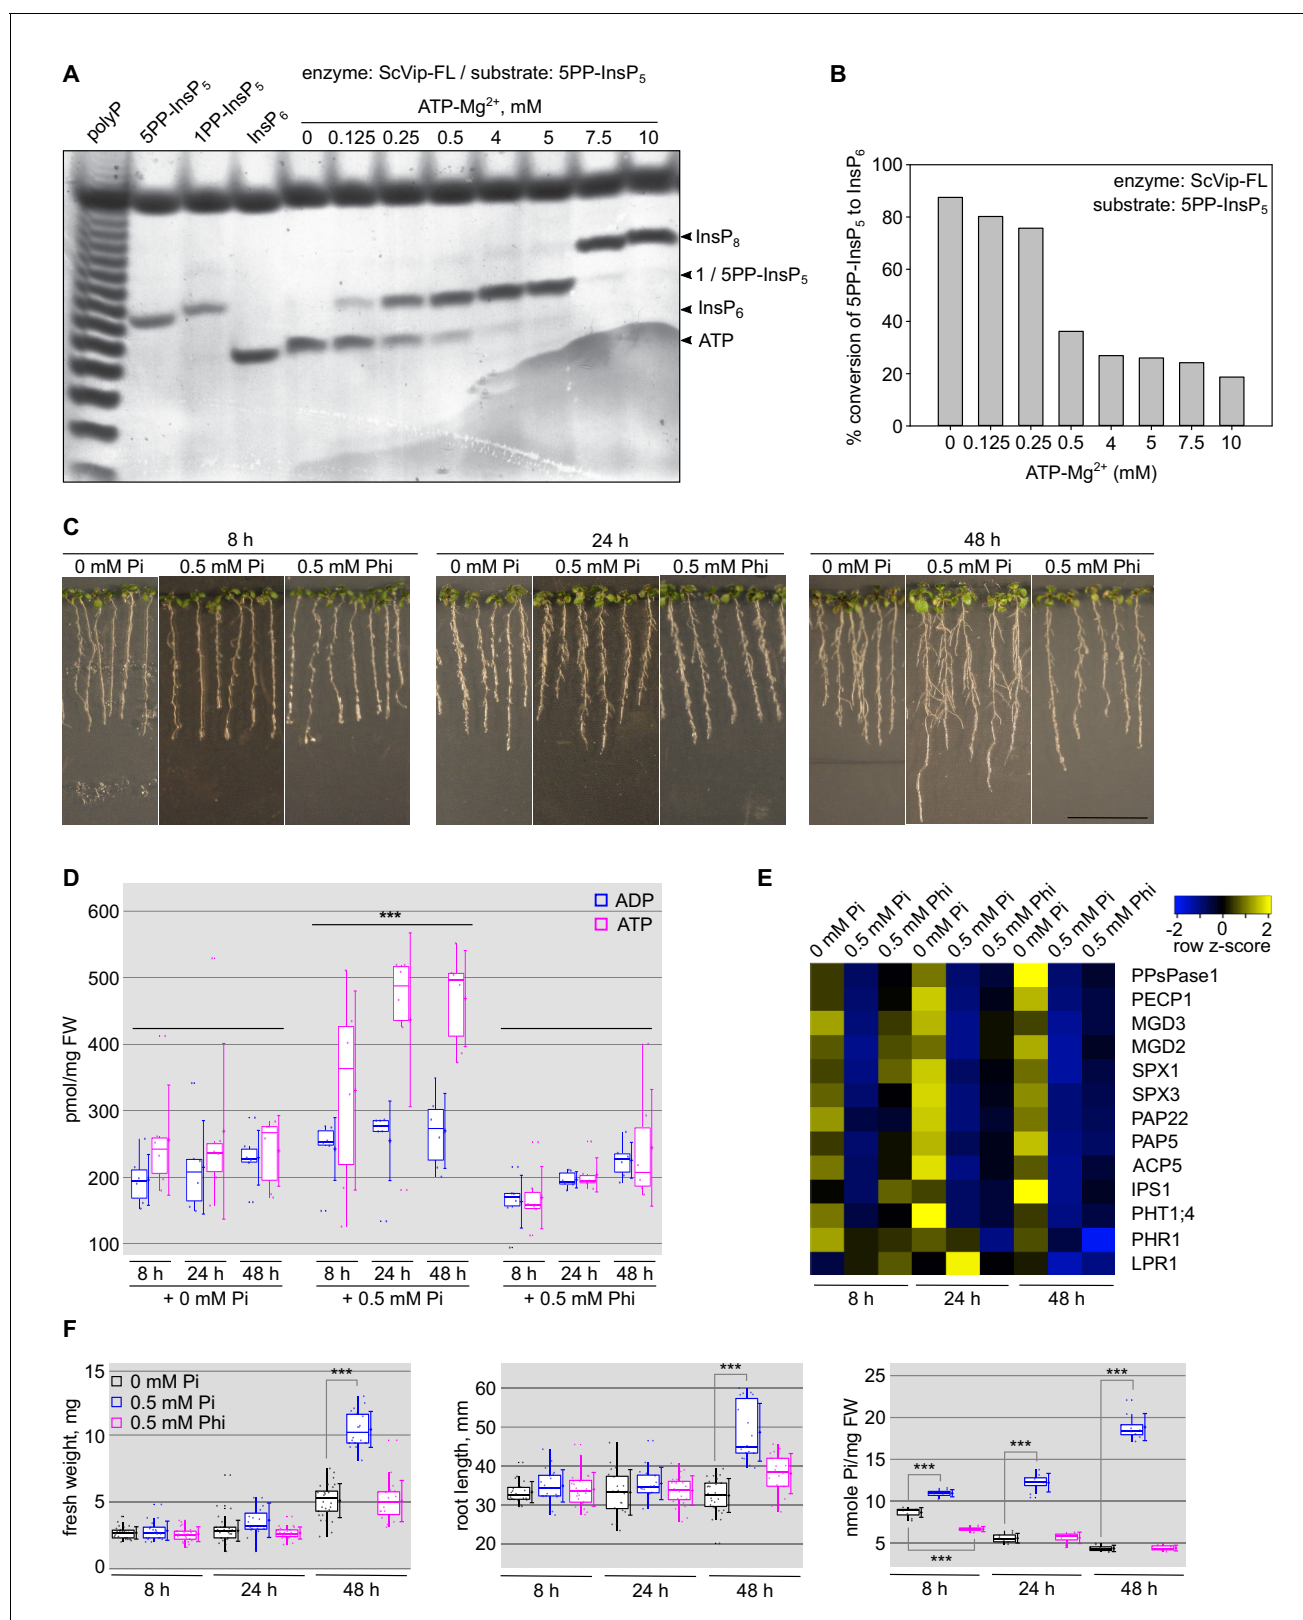 A
enzyme: ScVip-FL / substrate: 5PP-InsP5
polyP 5PP-InsP5 1PP-InsP5 InsP6
ATP-Mg2+, mM
0 0.125 0.25 0.5 4 5 7.5 10
InsP8
1 / 5PP-InsP5
InsP6
ATP
B
% conversion of 5PP-InsP5 to InsP6
100
80
60
40
20
0
enzyme: ScVip-FL
substrate: 5PP-InsP5
0 0.125 0.25 0.5 4 5 7.5 10
ATP-Mg2+ (mM)
C
8 h 24 h 48 h
0 mM Pi 0.5 mM Pi 0.5 mM Phi 0 mM Pi 0.5 mM Pi 0.5 mM Phi 0 mM Pi 0.5 mM Pi 0.5 mM Phi
D
pmol/mg FW
600
500
400
300
200
100
ADP
ATP
***
8 h 24 h 48 h 8 h 24 h 48 h 8 h 24 h 48 h
+ 0 mM Pi + 0.5 mM Pi + 0.5 mM Phi
E
0 mM Pi 0.5 mM Pi 0.5 mM Phi 0 mM Pi 0.5 mM Pi 0.5 mM Phi 0 mM Pi 0.5 mM Pi 0.5 mM Phi
-2 0 2
row z-score
PPsPase1
PECP1
MGD3
MGD2
SPX1
SPX3
PAP22
PAP5
ACP5
IPS1
PHT1;4
PHR1
LPR1
8 h 24 h 48 h
F
fresh weight, mg
15
10
5
0
0 mM Pi
0.5 mM Pi
0.5 mM Phi
***
8 h 24 h 48 h
root length, mm
60
50
40
30
20
***
8 h 24 h 48 h
nmole Pi/mg FW
25
20
15
10
5
***
***
***
***
8 h 24 h 48 h